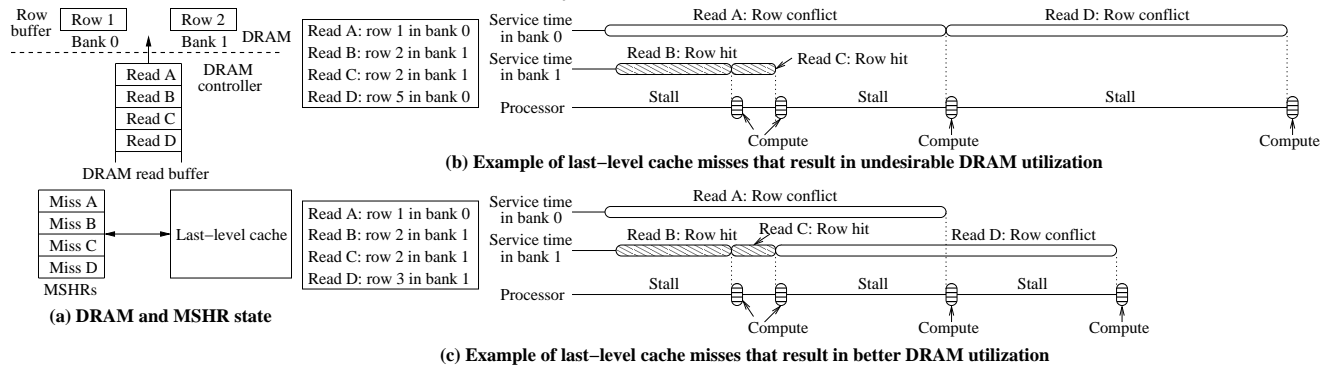 Row buffer
Row 1
Row 2
Bank 0
Bank 1
DRAM
DRAM controller
Read A
Read B
Read C
Read D
DRAM read buffer
Miss A
Miss B
Miss C
Miss D
MSHRs
Last−level cache
(a) DRAM and MSHR state
Read A: row 1 in bank 0
Read B: row 2 in bank 1
Read C: row 2 in bank 1
Read D: row 5 in bank 0
Service time in bank 0
Read A: Row conflict
Read D: Row conflict
Service time in bank 1
Read B: Row hit
Read C: Row hit
Processor
Stall
Stall
Stall
Compute
Compute
Compute
(b) Example of last−level cache misses that result in undesirable DRAM utilization
Read A: row 1 in bank 0
Read B: row 2 in bank 1
Read C: row 2 in bank 1
Read D: row 3 in bank 1
Service time in bank 0
Read A: Row conflict
Service time in bank 1
Read B: Row hit
Read C: Row hit
Read D: Row conflict
Processor
Stall
Stall
Stall
Compute
Compute
Compute
(c) Example of last−level cache misses that result in better DRAM utilization